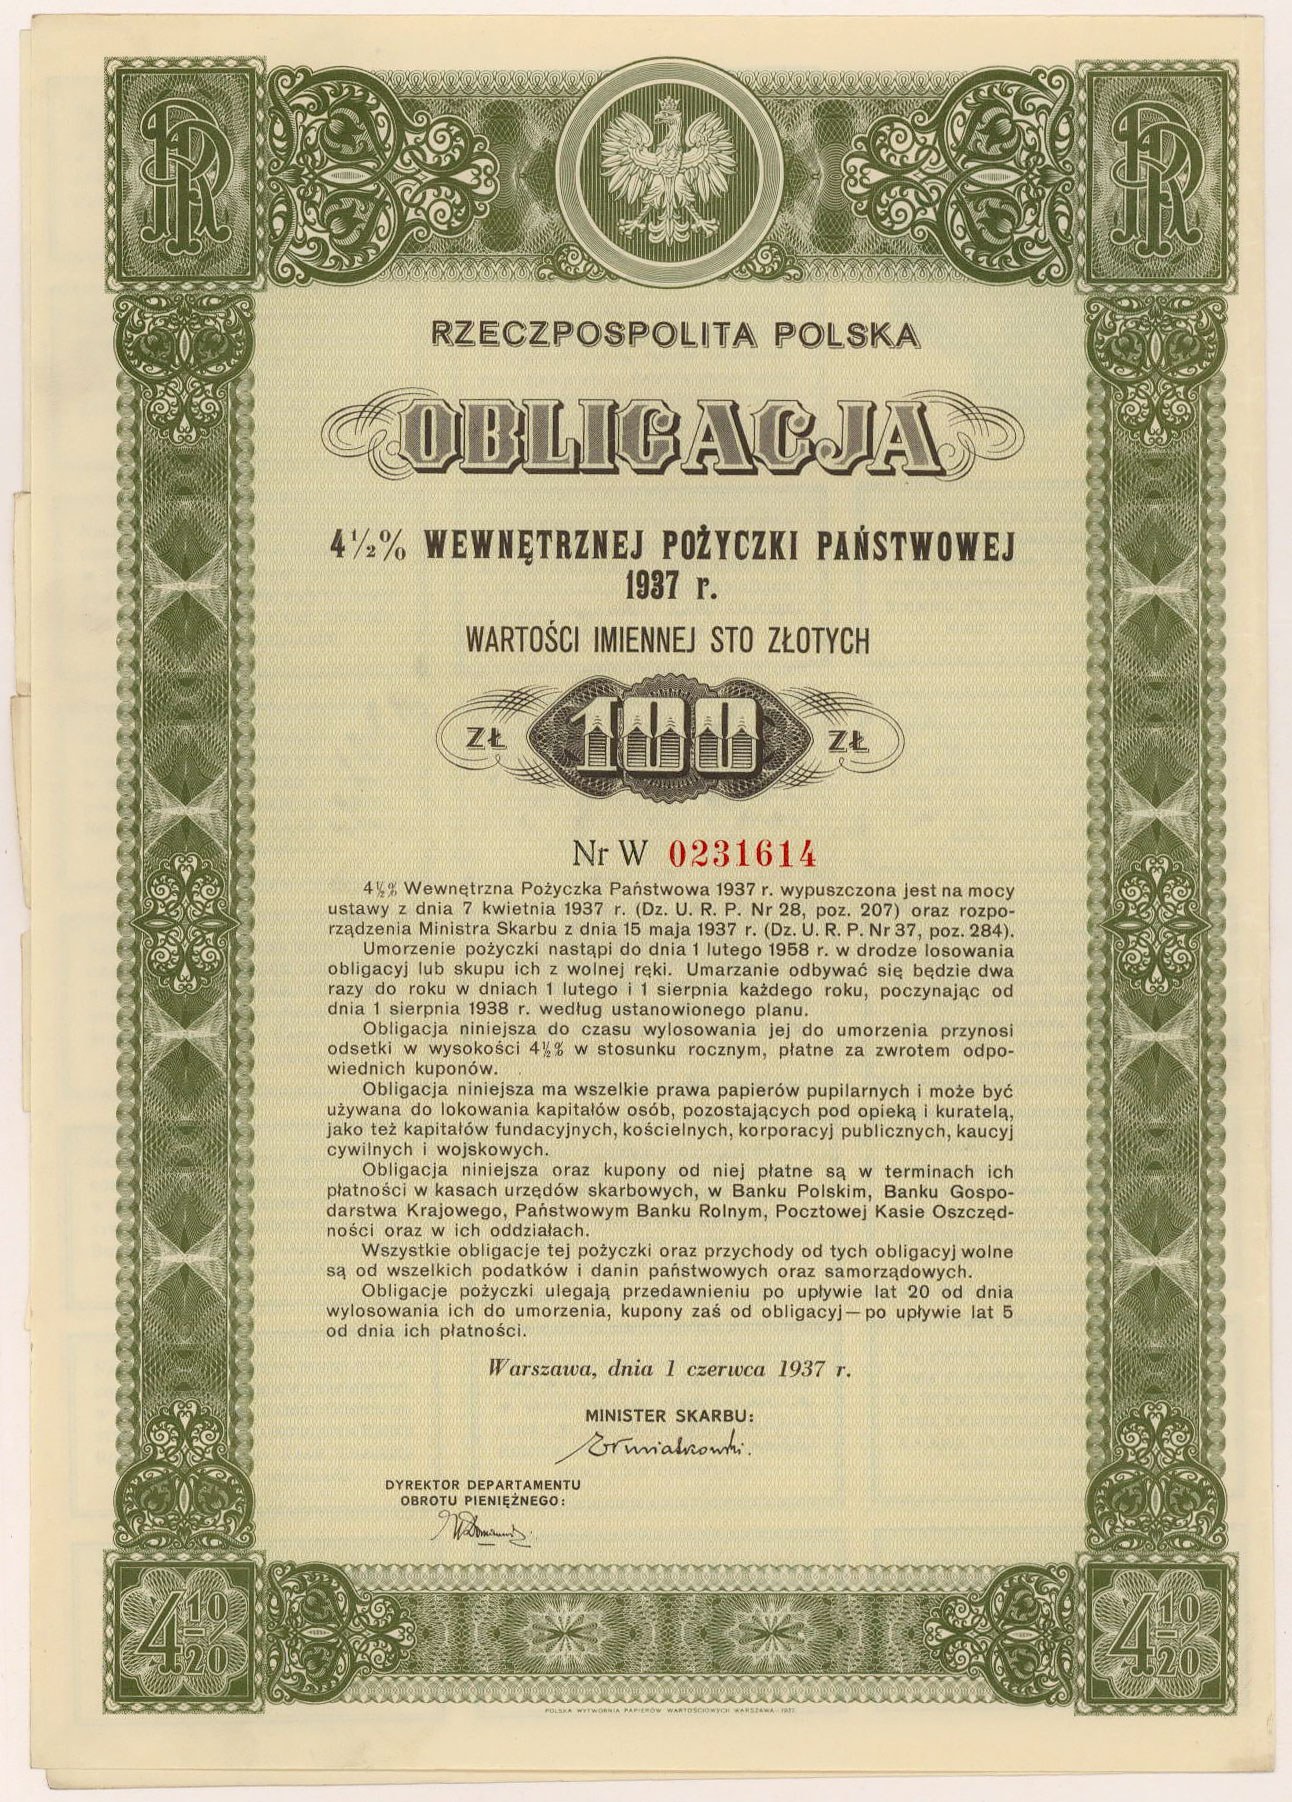 RP
RP
RZECZPOSPOLITA POLSKA
OBLIGACJA
4½% WEWNĘTRZNEJ POŻYCZKI PAŃSTWOWEJ
1937 r.
WARTOŚCI IMIENNEJ STO ZŁOTYCH
ZŁ 100 ZŁ
Nr W 0231614
4½% Wewnętrzna Pożyczka Państwowa 1937 r. wypuszczona jest na mocy
ustawy z dnia 7 kwietnia 1937 r. (Dz. U. R. P. Nr 28, poz. 207) oraz rozpo-
rządzenia Ministra Skarbu z dnia 15 maja 1937 r. (Dz. U. R. P. Nr 37, poz. 284).
Umorzenie pożyczki nastąpi do dnia 1 lutego 1958 r. w drodze losowania
obligacyj lub skupu ich z wolnej ręki. Umarzanie odbywać się będzie dwa
razy do roku w dniach 1 lutego i 1 sierpnia każdego roku, poczynając od
dnia 1 sierpnia 1938 r. według ustanowionego planu.
Obligacja niniejsza do czasu wylosowania jej do umorzenia przynosi
odsetki w wysokości 4½% w stosunku rocznym, płatne za zwrotem odpo-
wiednich kuponów.
Obligacja niniejsza ma wszelkie prawa papierów pupilarnych i może być
używana do lokowania kapitałów osób, pozostających pod opieką i kuratelą,
jako też kapitałów fundacyjnych, kościelnych, korporacyj publicznych, kaucyj
cywilnych i wojskowych.
Obligacja niniejsza oraz kupony od niej płatne są w terminach ich
płatności w kasach urzędów skarbowych, w Banku Polskim, Banku Gospo-
darstwa Krajowego, Państwowym Banku Rolnym, Pocztowej Kasie Oszczęd-
ności oraz w ich oddziałach.
Wszystkie obligacje tej pożyczki oraz przychody od tych obligacyj wolne
są od wszelkich podatków i danin państwowych oraz samorządowych.
Obligacje pożyczki ulegają przedawnieniu po upływie lat 20 od dnia
wylosowania ich do umorzenia, kupony zaś od obligacyj — po upływie lat 5
od dnia ich płatności.
Warszawa, dnia 1 czerwca 1937 r.
MINISTER SKARBU:
DYREKTOR DEPARTAMENTU
OBROTU PIENIĘŻNEGO:
4 10/20
4 10/20
POLSKA WYTWÓRNIA PAPIERÓW WARTOŚCIOWYCH WARSZAWA - 1937.